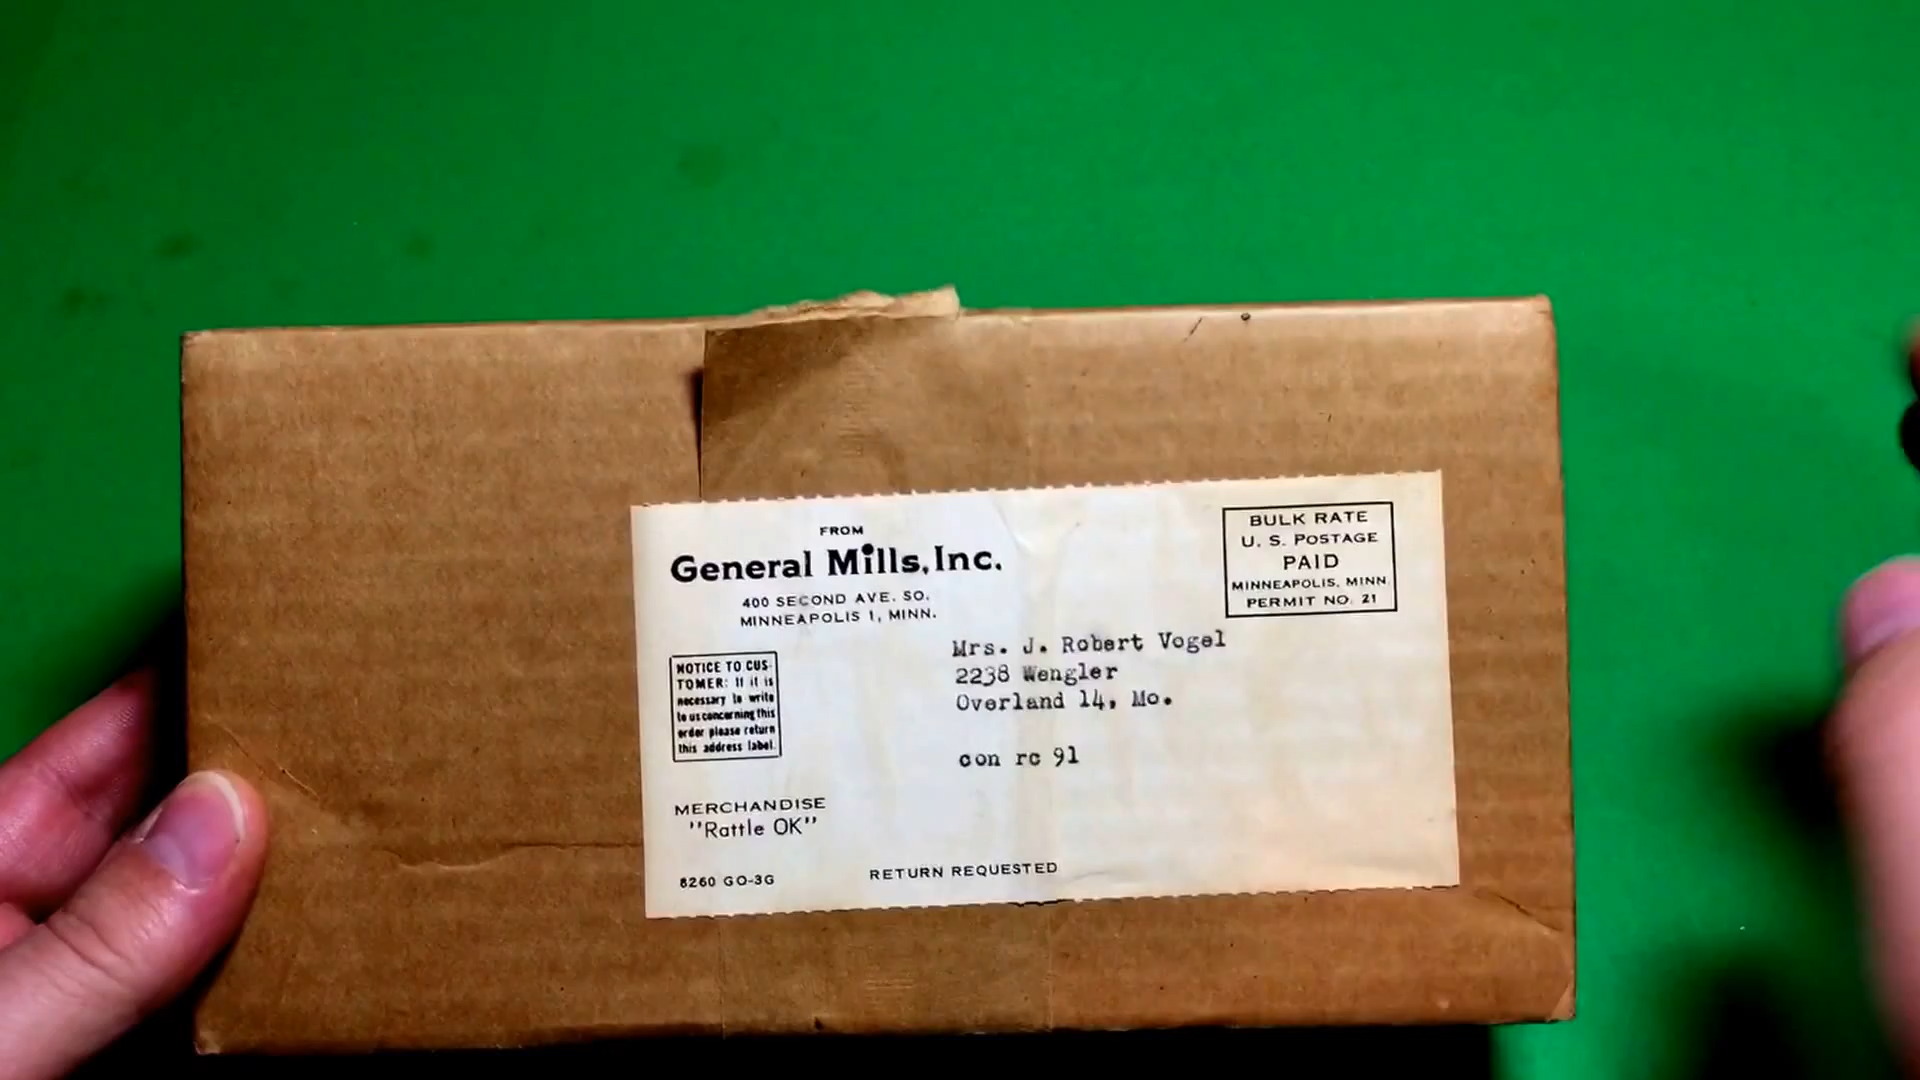 FROM
General Mills, Inc.
400 SECOND AVE. SO.
MINNEAPOLIS 1, MINN.
BULK RATE
U. S. POSTAGE
PAID
MINNEAPOLIS, MINN.
PERMIT NO. 21
Mrs. J. Robert Vogel
2238 Wengler
Overland 14, Mo.
con rc 91
NOTICE TO CUS-
TOMER: If it is
necessary to write
to us concerning this
order please return
this address label.
MERCHANDISE
"Rattle OK"
8260 GO-3G
RETURN REQUESTED